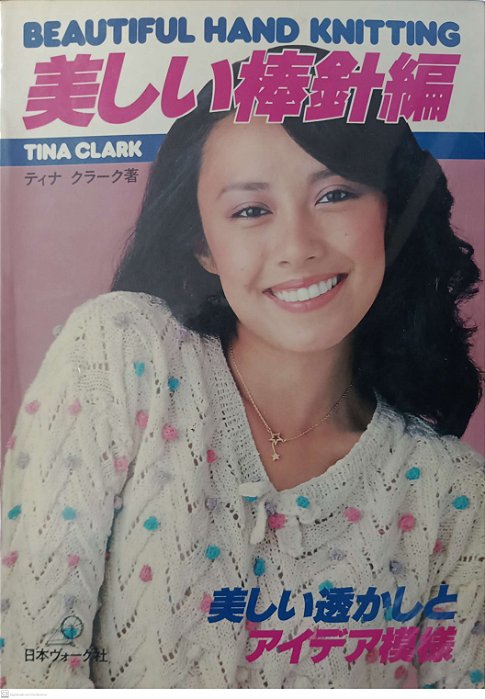 BEAUTIFUL HAND KNITTING
美しい棒針編
TINA CLARK
ティナ クラーク著
美しい透かしと
アイデア模様
日本ヴォーグ社